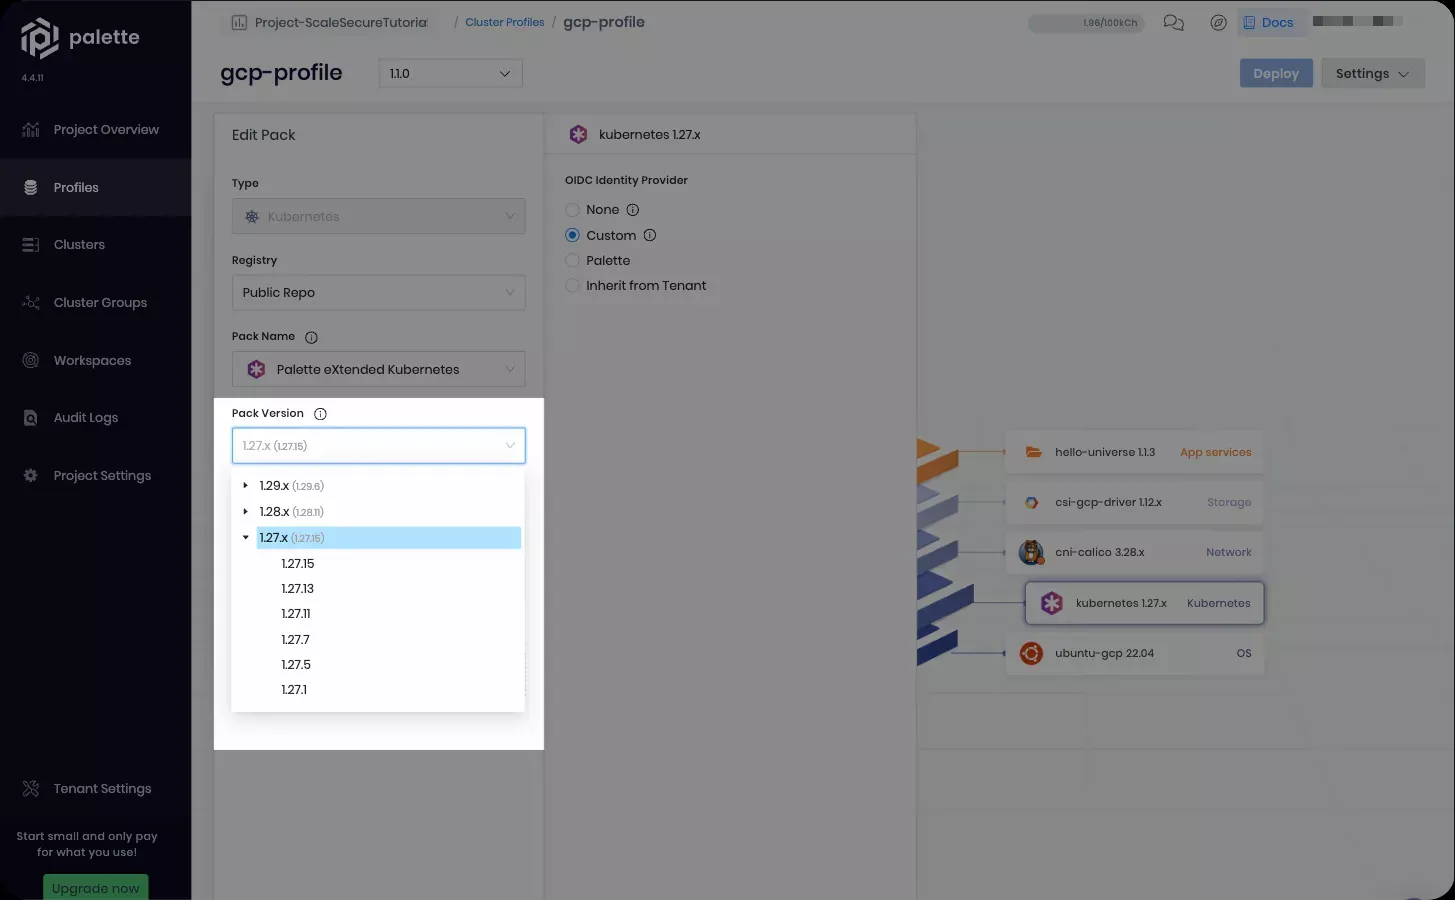 palette
4.4.11
Project Overview
Profiles
Clusters
Cluster Groups
Workspaces
Audit Logs
Project Settings
Tenant Settings
Start small and only pay
for what you use!
Upgrade now
Project-ScaleSecureTutorial / Cluster Profiles / gcp-profile
1.96/100kCh
Docs
gcp-profile
1.1.0
Deploy
Settings
Edit Pack
Type
Kubernetes
Registry
Public Repo
Pack Name
Palette eXtended Kubernetes
Pack Version
1.27.x (1.27.15)
1.29.x (1.29.6)
1.28.x (1.28.11)
1.27.x (1.27.15)
1.27.15
1.27.13
1.27.11
1.27.7
1.27.5
1.27.1
kubernetes 1.27.x
OIDC Identity Provider
None
Custom
Palette
Inherit from Tenant
hello-universe 1.1.3 App services
csi-gcp-driver 1.12.x Storage
cni-calico 3.28.x Network
kubernetes 1.27.x Kubernetes
ubuntu-gcp 22.04 OS